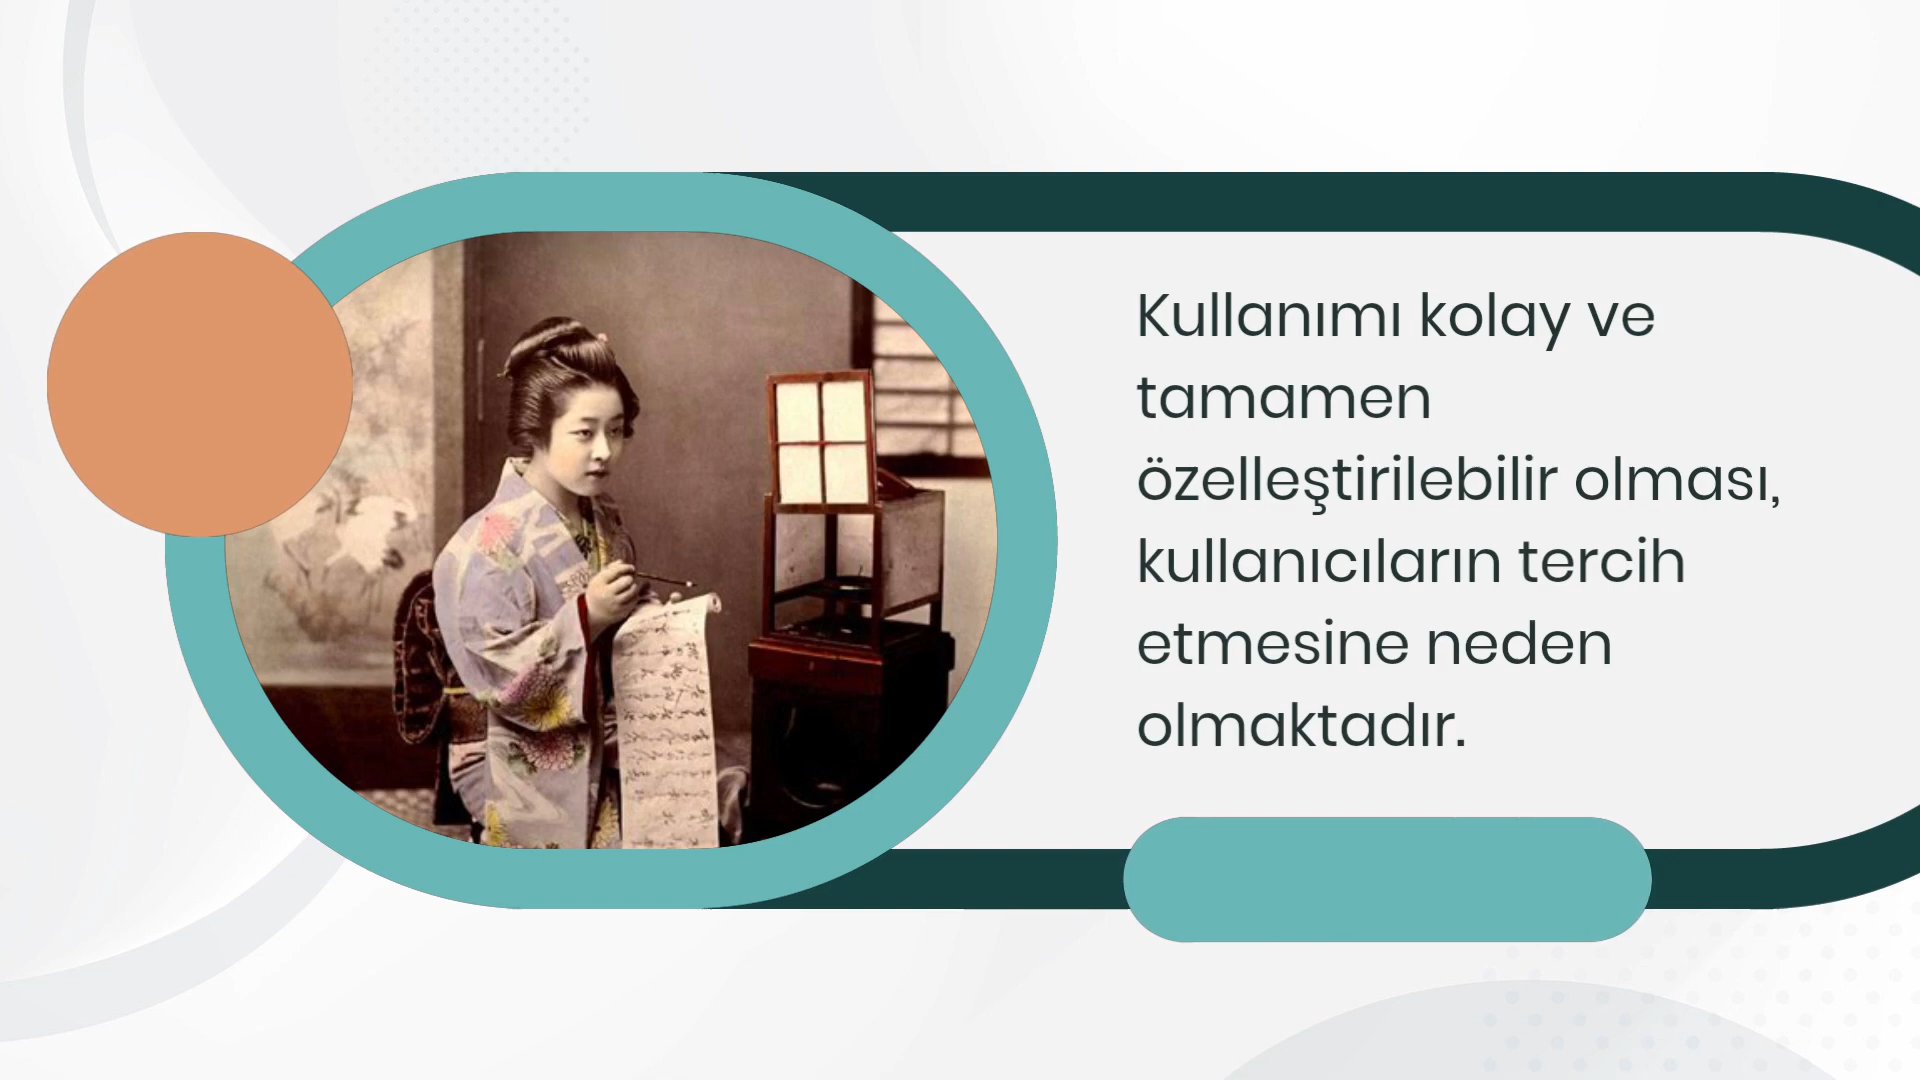 Kullanımı kolay ve
tamamen
özelleştirilebilir olması,
kullanıcıların tercih
etmesine neden
olmaktadır.